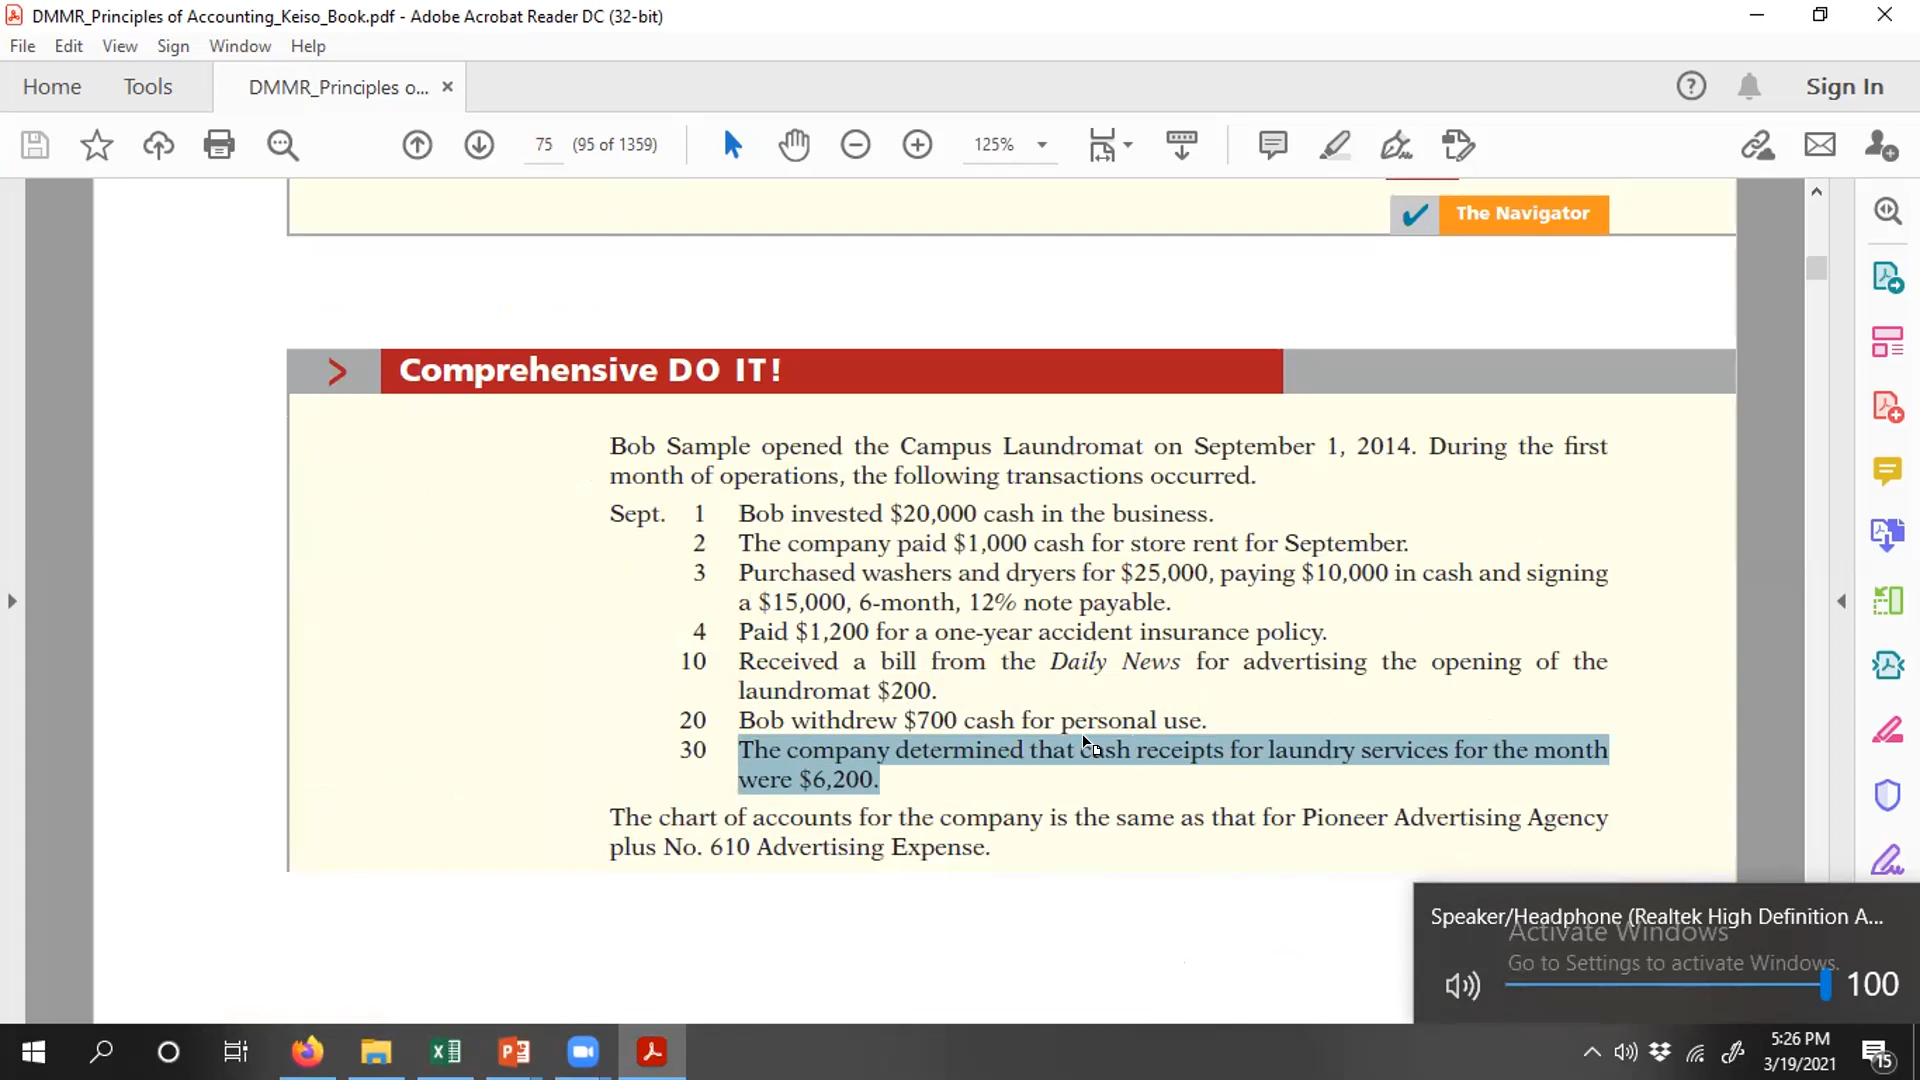 DMMR_Principles of Accounting_Keiso_Book.pdf - Adobe Acrobat Reader DC (32-bit)
File Edit View Sign Window Help
Home Tools DMMR_Principles o... × Sign In
75 (95 of 1359) 125%
The Navigator
> Comprehensive DO IT!
Bob Sample opened the Campus Laundromat on September 1, 2014. During the first
month of operations, the following transactions occurred.
Sept. 1 Bob invested $20,000 cash in the business.
2 The company paid $1,000 cash for store rent for September.
3 Purchased washers and dryers for $25,000, paying $10,000 in cash and signing
a $15,000, 6-month, 12% note payable.
4 Paid $1,200 for a one-year accident insurance policy.
10 Received a bill from the Daily News for advertising the opening of the
laundromat $200.
20 Bob withdrew $700 cash for personal use.
30 The company determined that cash receipts for laundry services for the month
were $6,200.
The chart of accounts for the company is the same as that for Pioneer Advertising Agency
plus No. 610 Advertising Expense.
Speaker/Headphone (Realtek High Definition A...
Activate Windows
Go to Settings to activate Windows.
100
5:26 PM
3/19/2021
15